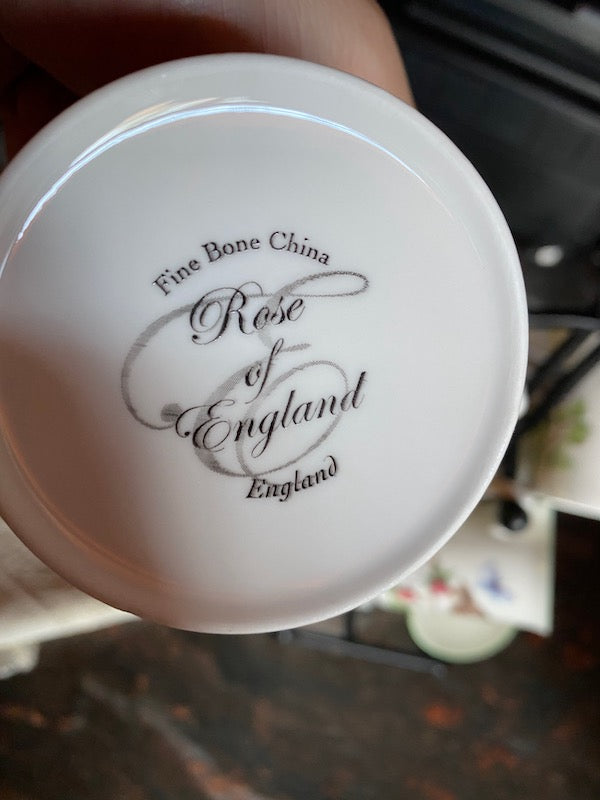 Fine Bone China
Rose
of
England
England